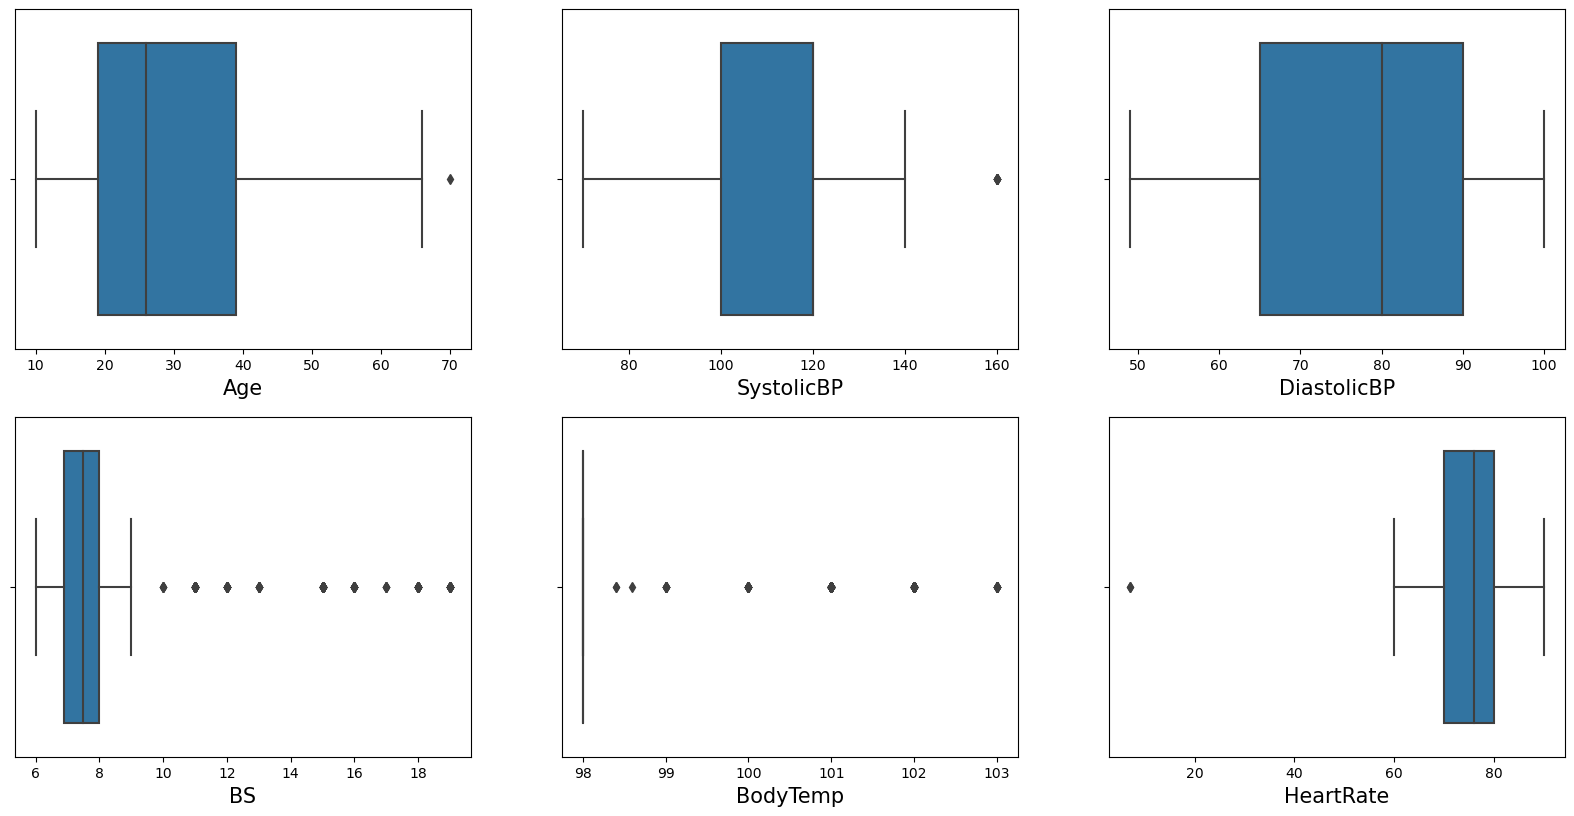 10 20 30 40 50 60 70
Age
80 100 120 140 160
SystolicBP
50 60 70 80 90 100
DiastolicBP
6 8 10 12 14 16 18
BS
98 99 100 101 102 103
BodyTemp
20 40 60 80
HeartRate